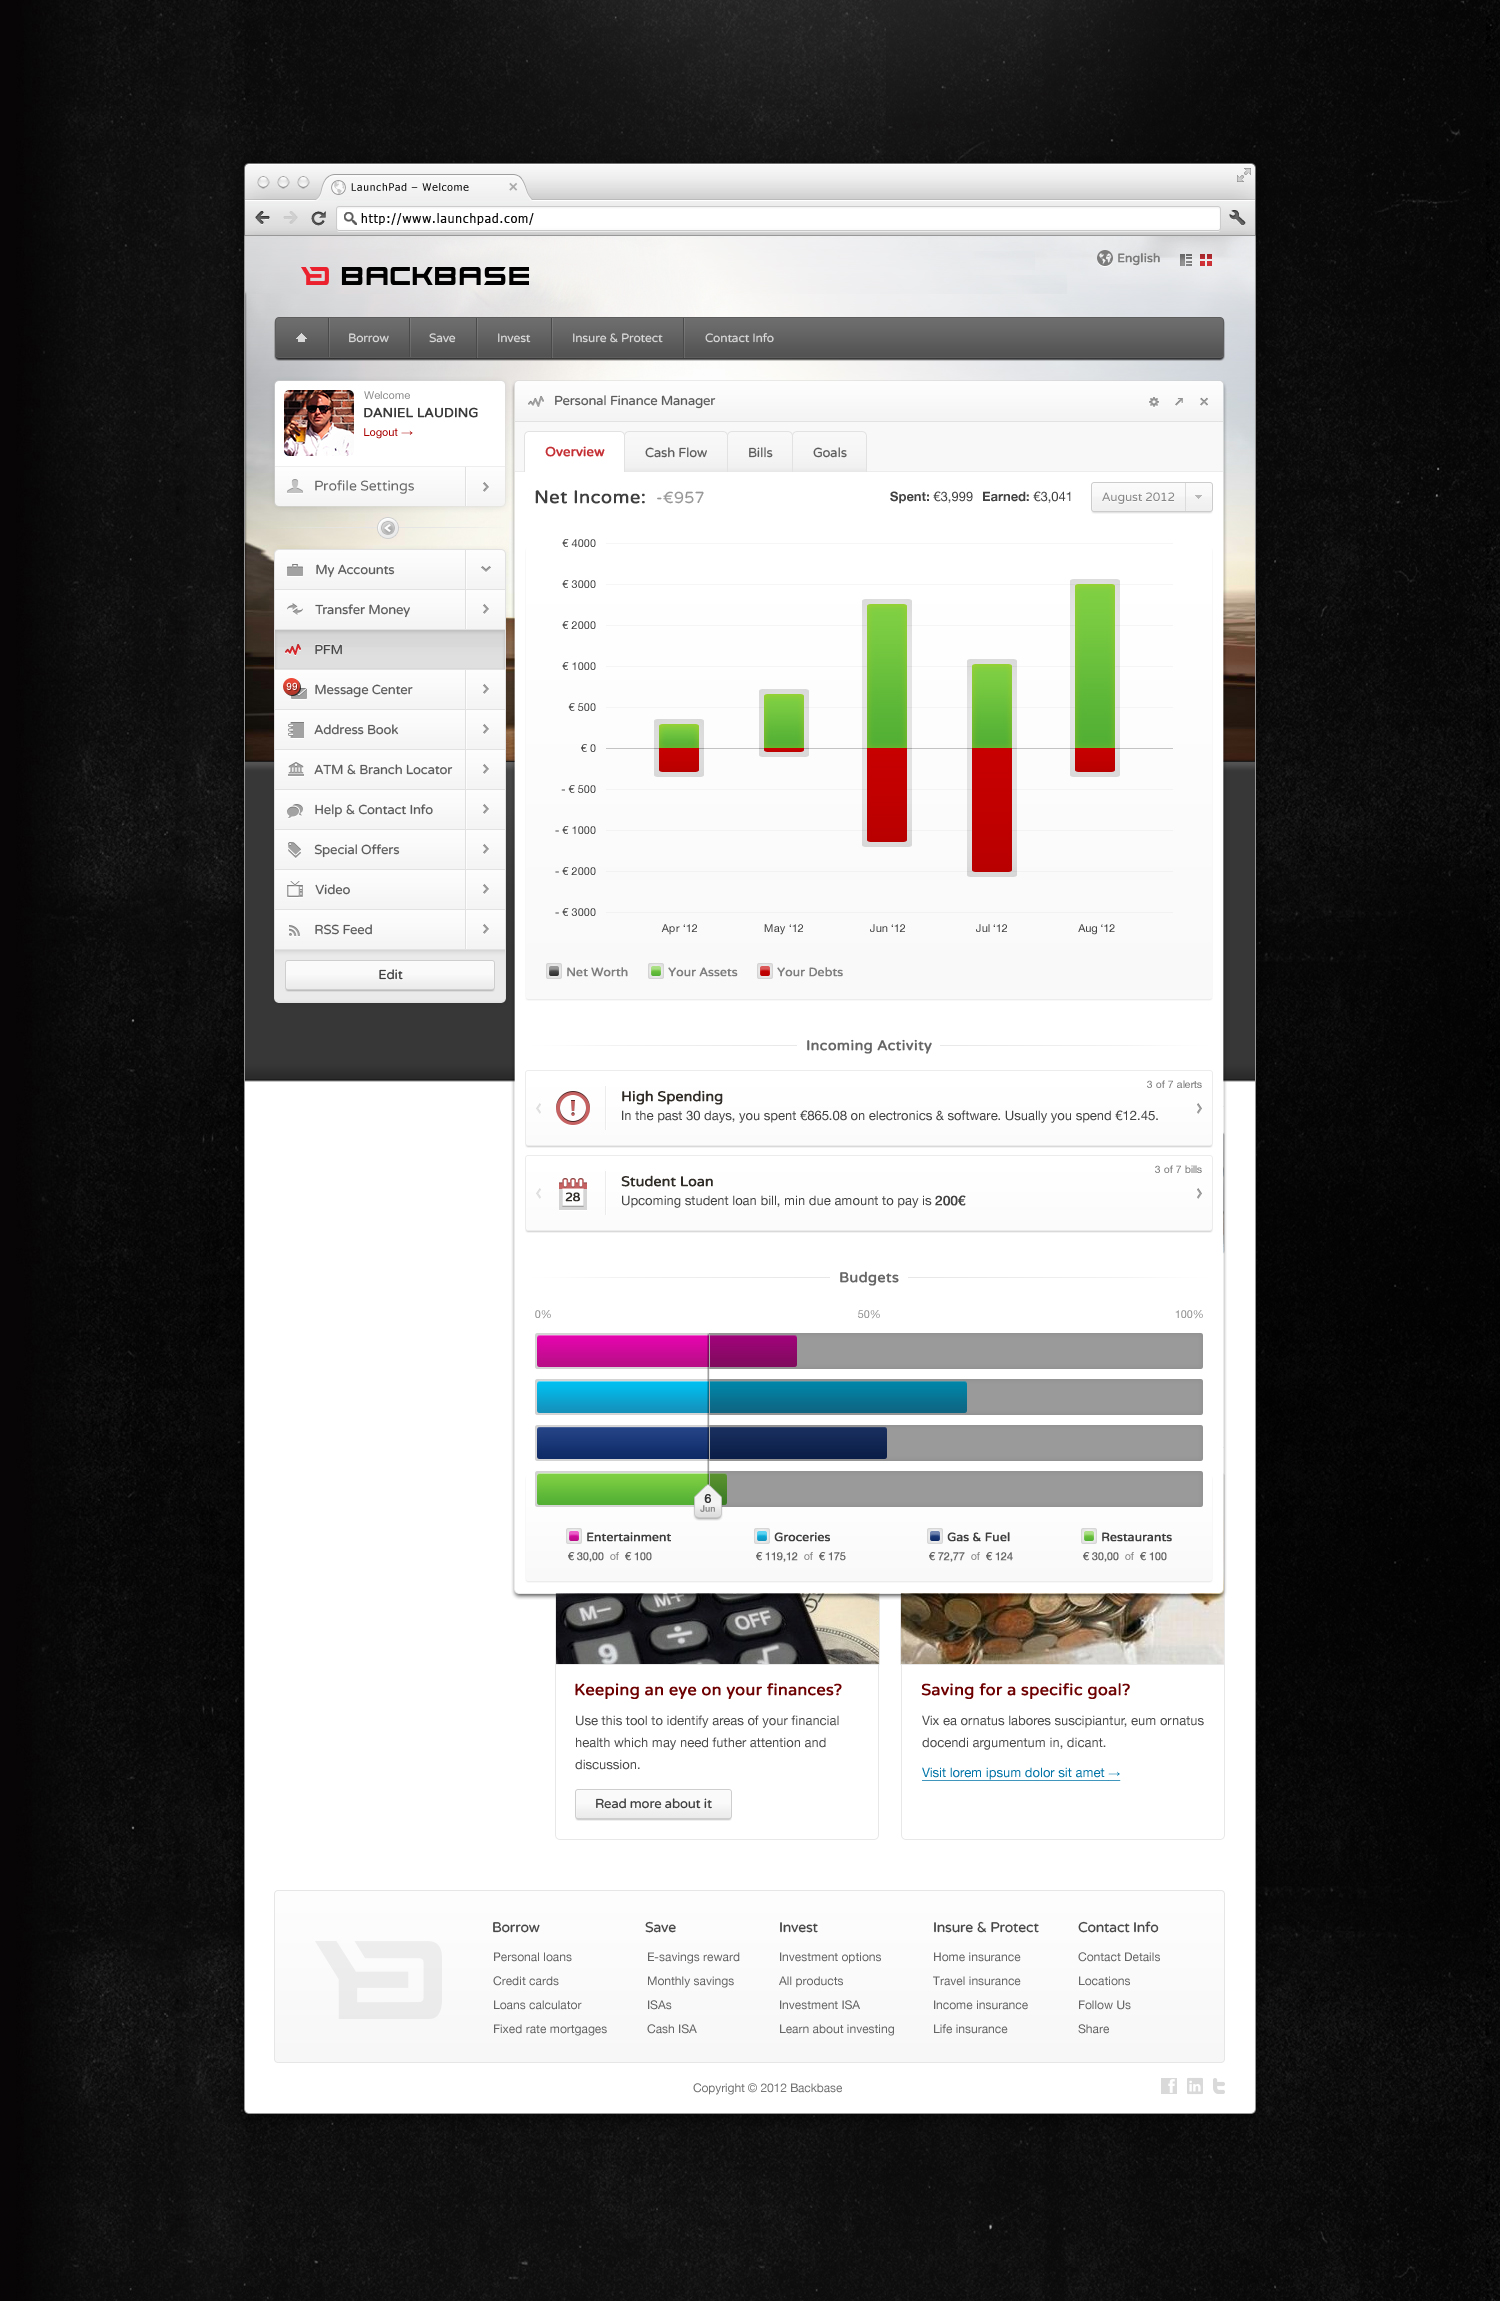 LaunchPad – Welcome
http://www.launchpad.com/
BACKBASE
English
Borrow
Save
Invest
Insure & Protect
Contact Info
Welcome
DANIEL LAUDING
Logout →
Profile Settings
My Accounts
Transfer Money
PFM
99
Message Center
Address Book
ATM & Branch Locator
Help & Contact Info
Special Offers
Video
RSS Feed
Edit
Personal Finance Manager
Overview
Cash Flow
Bills
Goals
Net Income: -€957
Spent: €3,999 Earned: €3,041
August 2012
€ 4000
€ 3000
€ 2000
€ 1000
€ 500
€ 0
- € 500
- € 1000
- € 2000
- € 3000
Apr ‘12
May ‘12
Jun ‘12
Jul ‘12
Aug ‘12
Net Worth
Your Assets
Your Debts
Incoming Activity
3 of 7 alerts
High Spending
In the past 30 days, you spent €865.08 on electronics & software. Usually you spend €12.45.
3 of 7 bills
28
Student Loan
Upcoming student loan bill, min due amount to pay is 200€
Budgets
0%
50%
100%
6
Jun
Entertainment
€ 30,00 of € 100
Groceries
€ 119,12 of € 175
Gas & Fuel
€ 72,77 of € 124
Restaurants
€ 30,00 of € 100
M–
M+
OFF
9
÷
√
Keeping an eye on your finances?
Use this tool to identify areas of your financial
health which may need futher attention and
discussion.
Read more about it
Saving for a specific goal?
Vix ea ornatus labores suscipiantur, eum ornatus
docendi argumentum in, dicant.
Visit lorem ipsum dolor sit amet →
Borrow
Personal loans
Credit cards
Loans calculator
Fixed rate mortgages
Save
E-savings reward
Monthly savings
ISAs
Cash ISA
Invest
Investment options
All products
Investment ISA
Learn about investing
Insure & Protect
Home insurance
Travel insurance
Income insurance
Life insurance
Contact Info
Contact Details
Locations
Follow Us
Share
Copyright © 2012 Backbase